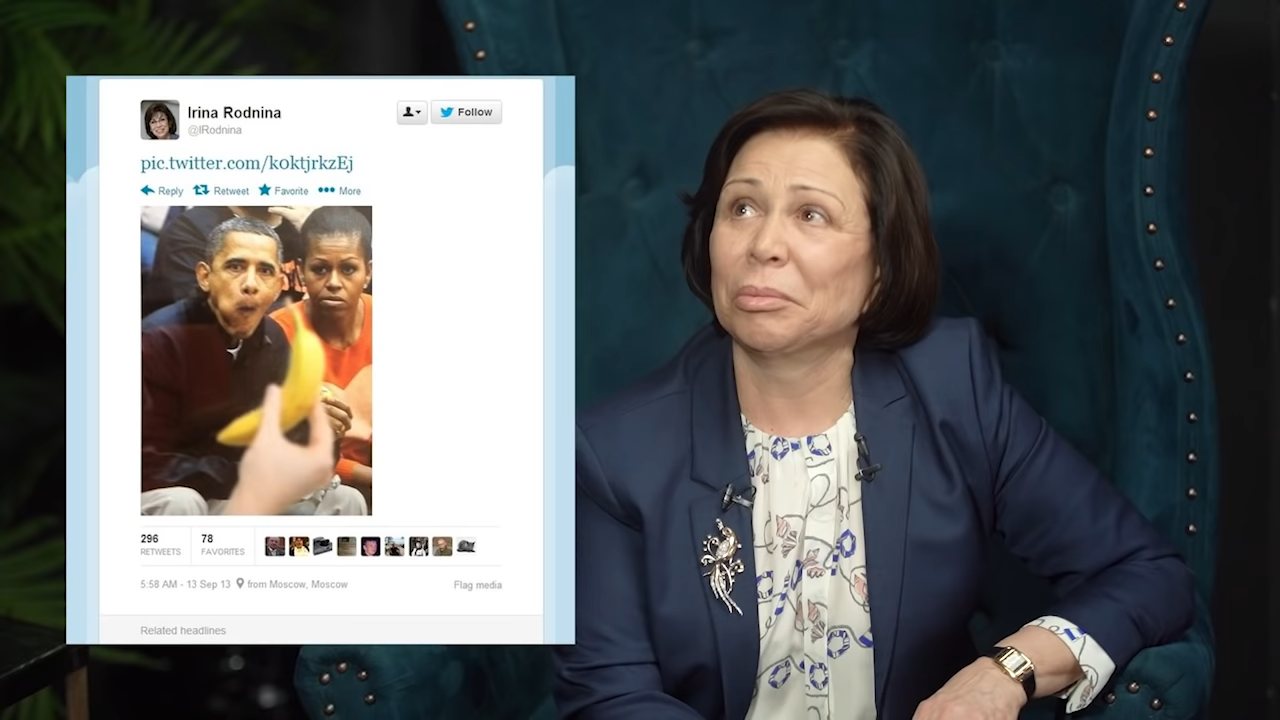 Irina Rodnina
@IRodnina
Follow
pic.twitter.com/koktjrkzEj
Reply Retweet Favorite More
296 78
RETWEETS FAVORITES
5:58 AM - 13 Sep 13 from Moscow, Moscow
Flag media
Related headlines